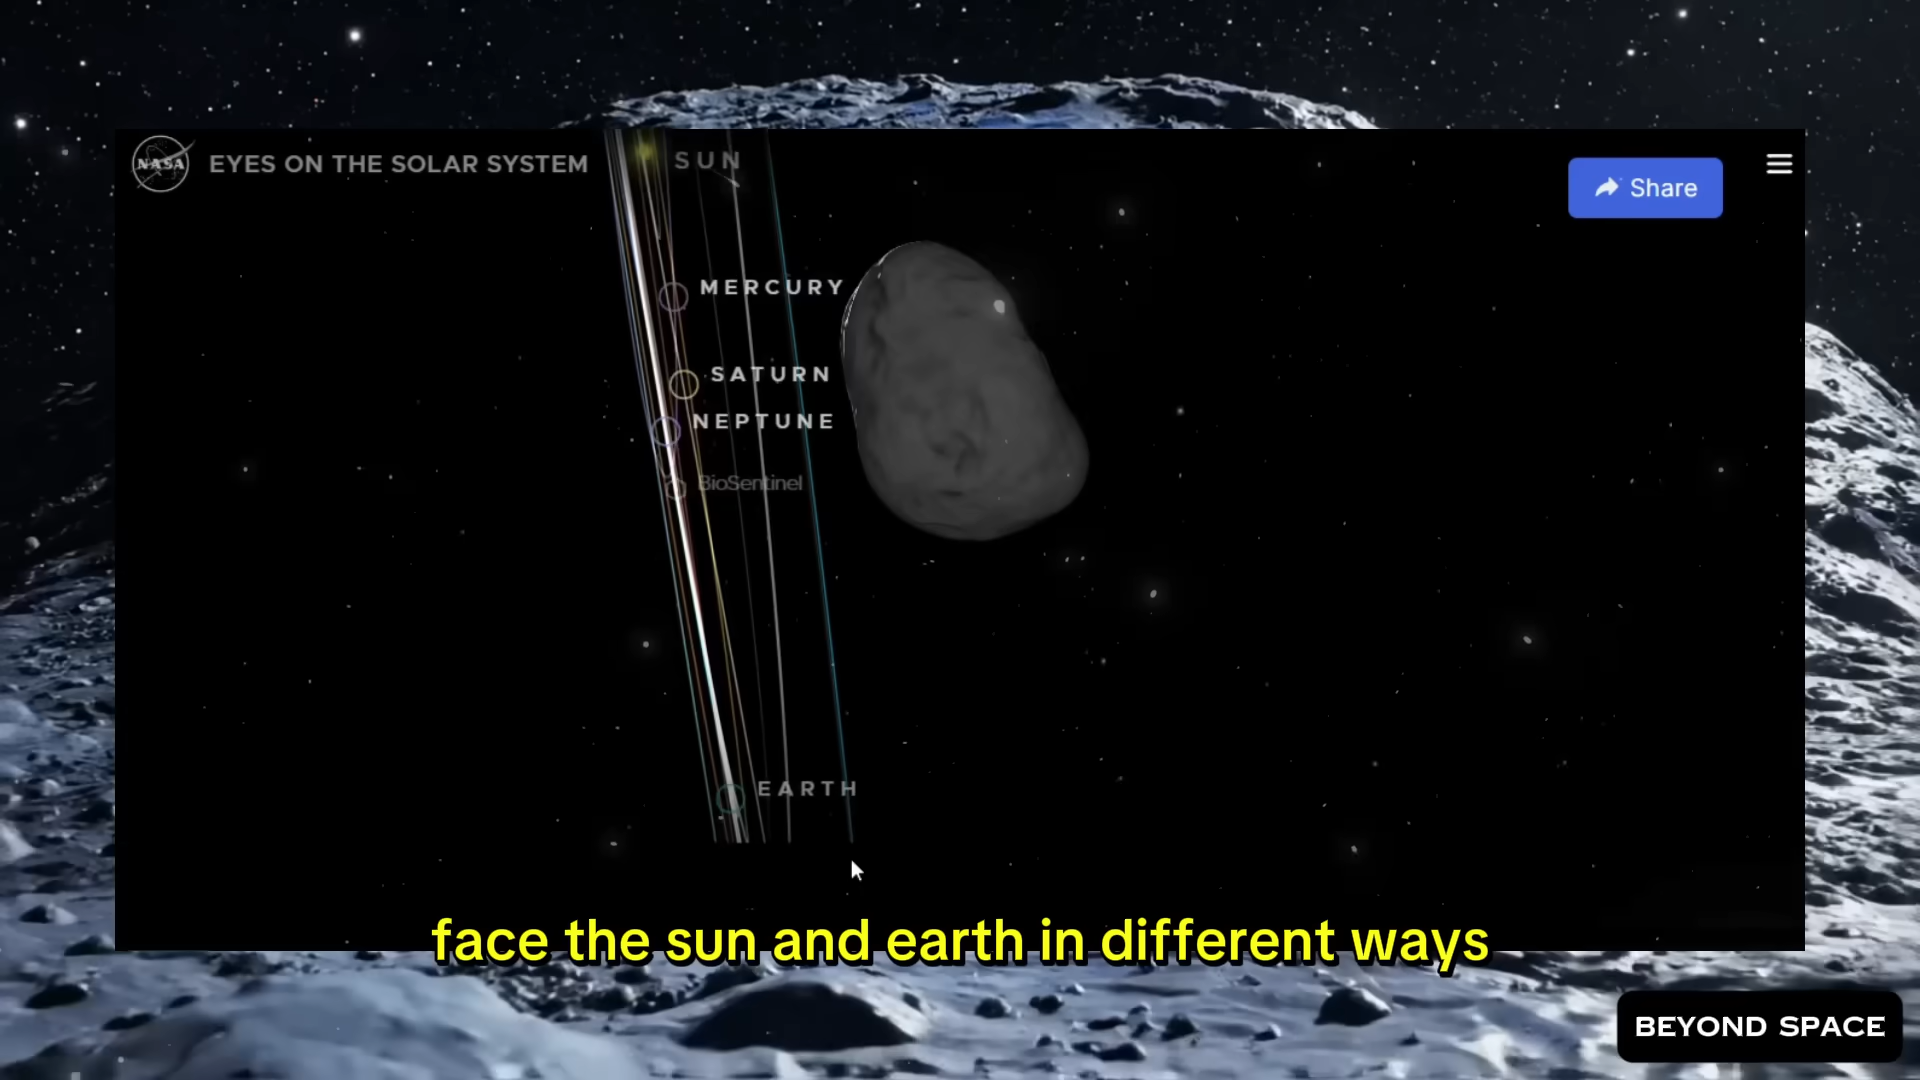 NASA
EYES ON THE SOLAR SYSTEM
SUN
Share
MERCURY
SATURN
NEPTUNE
BioSentinel
EARTH
face the sun and earth in different ways
BEYOND SPACE